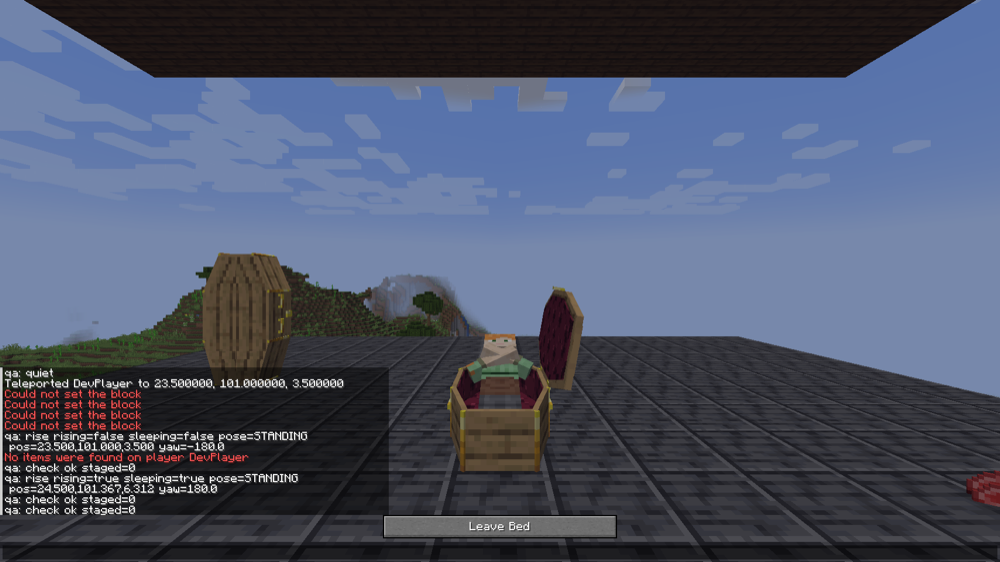 qa: quiet
Teleported DevPlayer to 23.500000, 101.000000, 3.500000
Could not set the block
Could not set the block
Could not set the block
Could not set the block
qa: rise rising=false sleeping=false pose=STANDING
pos=23.500,101.000,3.500 yaw=-180.0
No items were found on player DevPlayer
qa: check ok staged=0
qa: rise rising=true sleeping=true pose=STANDING
pos=24.500,101.367,6.312 yaw=180.0
qa: check ok staged=0
qa: check ok staged=0
Leave Bed